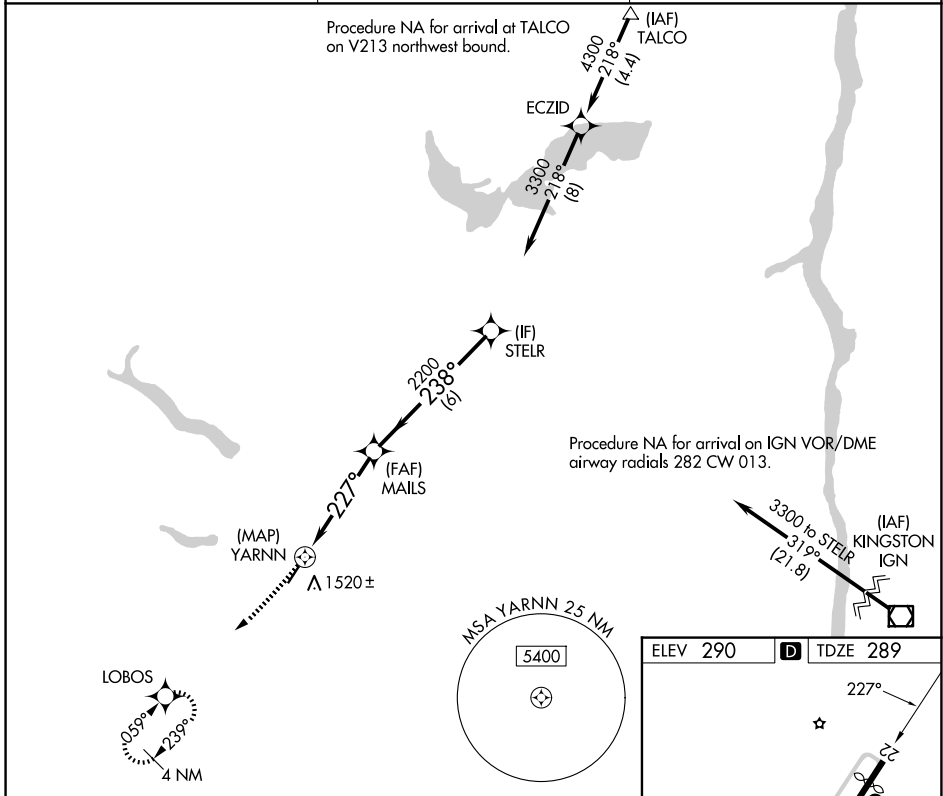 Procedure NA for arrival at TALCO
on V213 northwest bound.
(IAF)
TALCO
4300
218°
(4.4)
ECZID
3300
218°
(8)
(IF)
STELR
2200
238°
(6)
(FAF)
MAILS
227°
Procedure NA for arrival on IGN VOR/DME
airway radials 282 CW 013.
3300 to STELR
319°
(21.8)
(IAF)
KINGSTON
IGN
(MAP)
YARNN
1520 ±
MSA YARNN 25 NM
5400
LOBOS
059°
239°
4 NM
ELEV 290
D
TDZE 289
227°
22